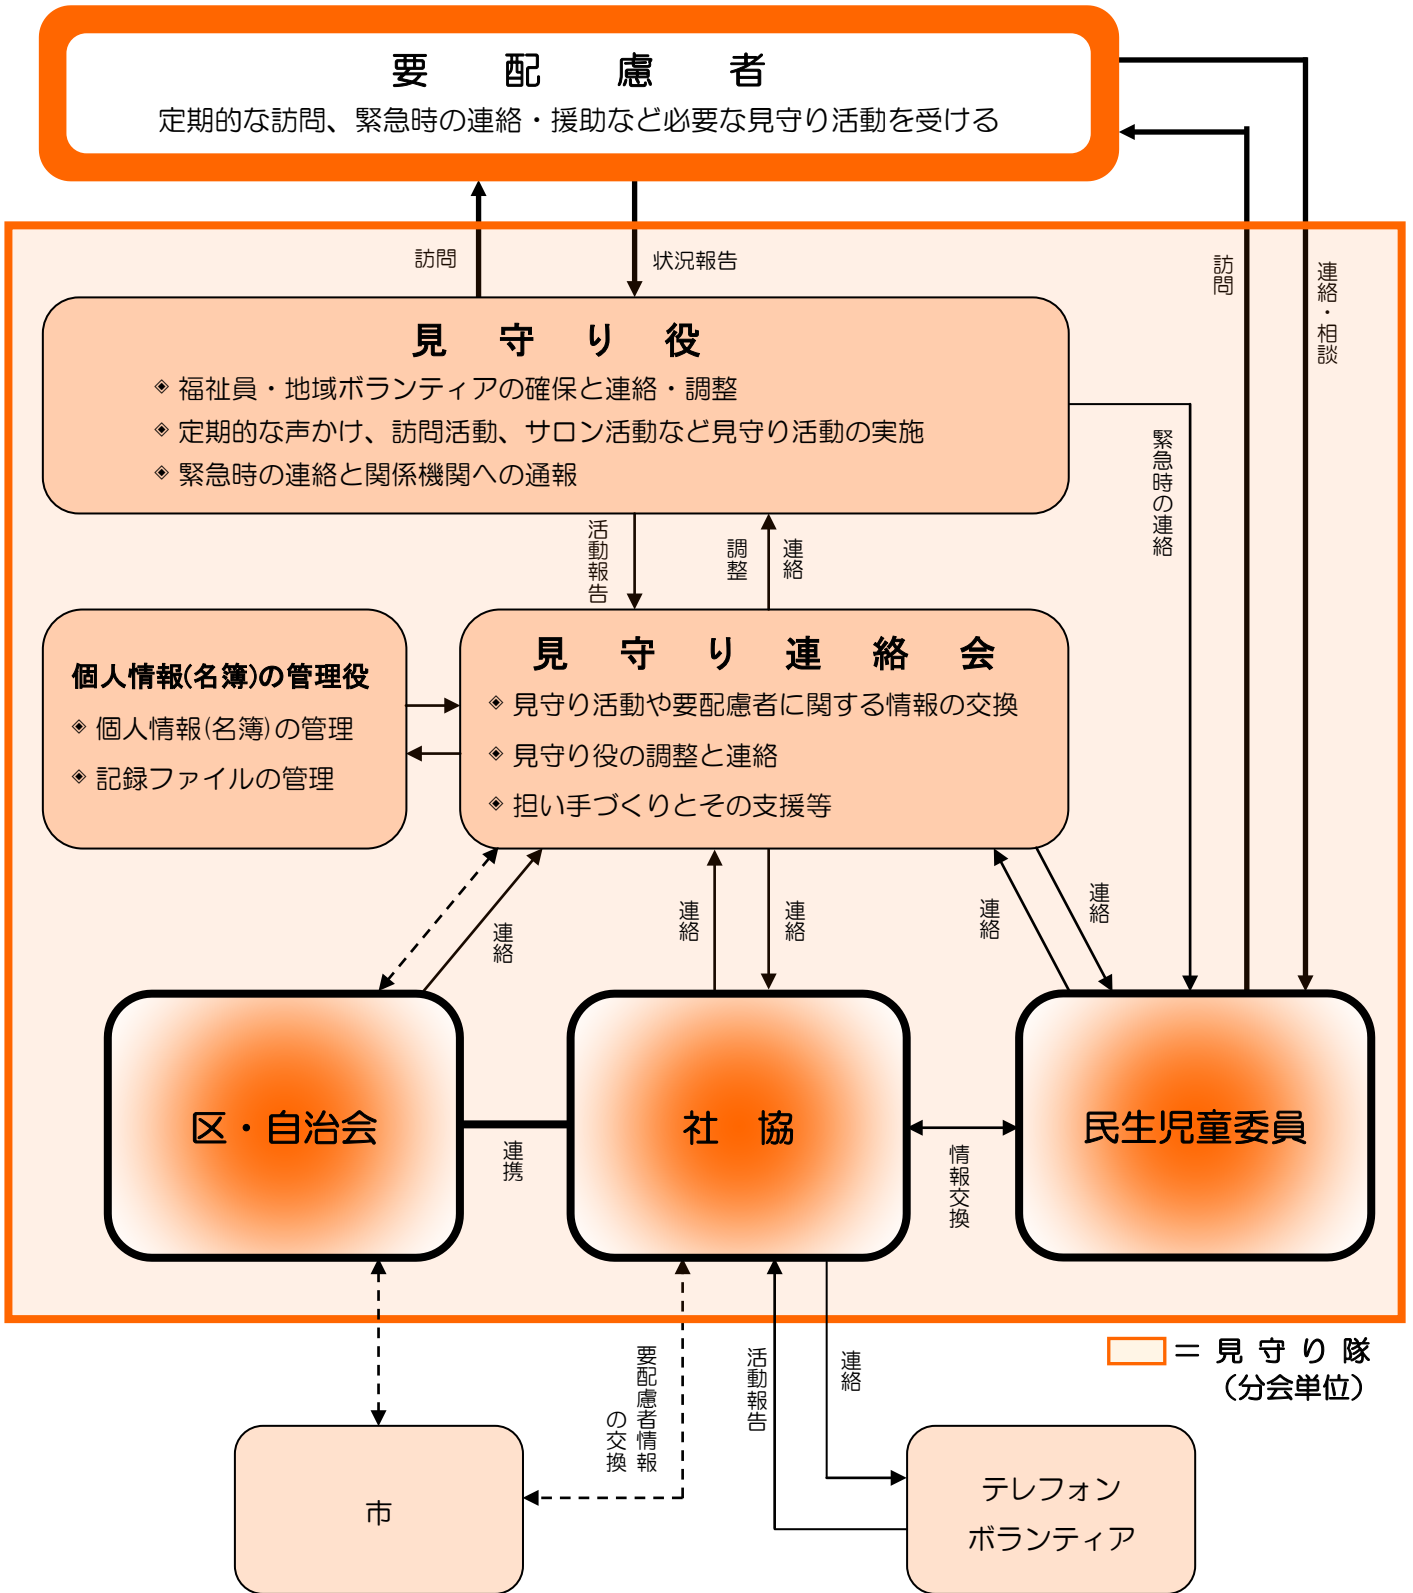 要配慮者
定期的な訪問、緊急時の連絡・援助など必要な見守り活動を受ける
訪問
状況報告
訪問
連絡・相談
見守り役
◈ 福祉員・地域ボランティアの確保と連絡・調整
◈ 定期的な声かけ、訪問活動、サロン活動など見守り活動の実施
◈ 緊急時の連絡と関係機関への通報
緊急時の連絡
活動報告
調整
連絡
個人情報(名簿)の管理役
◈ 個人情報(名簿)の管理
◈ 記録ファイルの管理
見守り連絡会
◈ 見守り活動や要配慮者に関する情報の交換
◈ 見守り役の調整と連絡
◈ 担い手づくりとその支援等
連絡
連絡
連絡
連絡
連絡
区・自治会
連携
社協
情報交換
民生児童委員
＝ 見守り隊
（分会単位）
要配慮者情報
の交換
活動報告
連絡
市
テレフォン
ボランティア